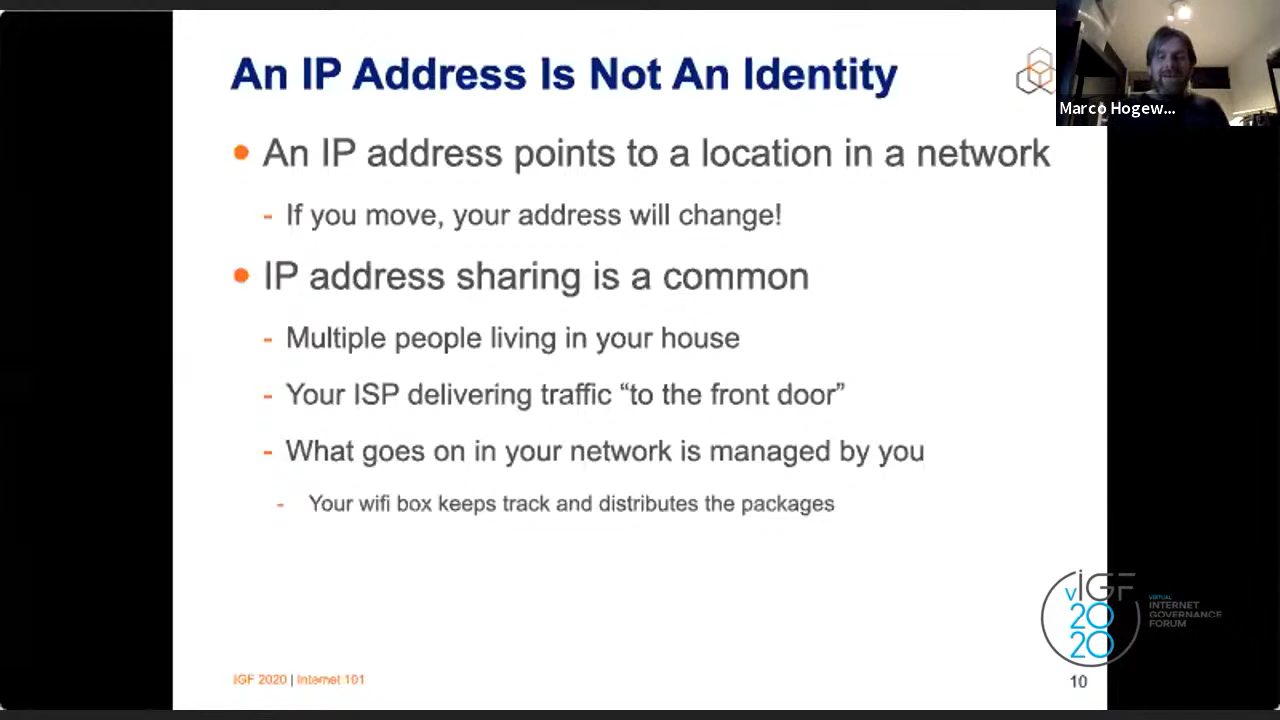 An IP Address Is Not An Identity
Marco Hogew...
• An IP address points to a location in a network
- If you move, your address will change!
• IP address sharing is a common
- Multiple people living in your house
- Your ISP delivering traffic “to the front door”
- What goes on in your network is managed by you
- Your wifi box keeps track and distributes the packages
vIGF
2020
VIRTUAL
INTERNET
GOVERNANCE
FORUM
IGF 2020 | Internet 101
10